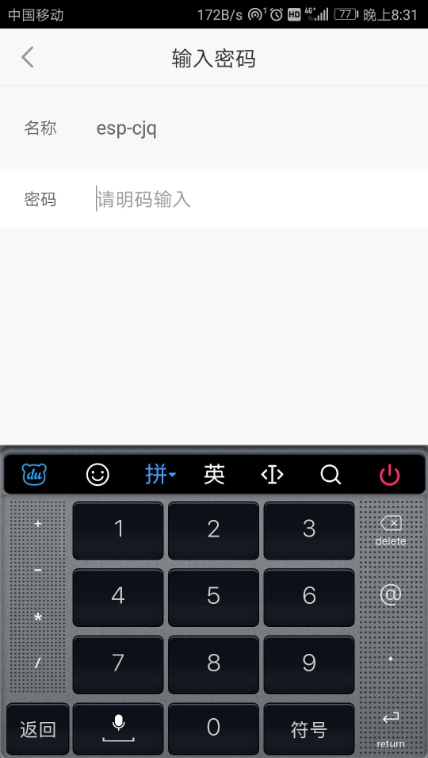 中国移动 172B/s 1 HD 4G+ 77 晚上8:31
输入密码
名称 esp-cjq
密码 请明码输入
du 拼 英
+ 1 2 3 delete
- 4 5 6 @
*
/ 7 8 9 .
返回 0 符号 return